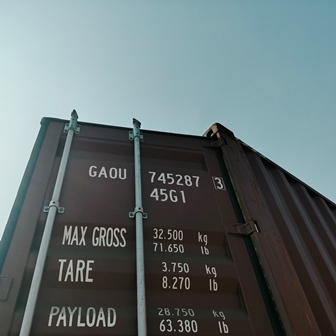 GAOU 745287 3
45G1
MAX GROSS 32.500 kg
71.650 lb
TARE 3.750 kg
8.270 lb
PAYLOAD 28.750 kg
63.380 lb